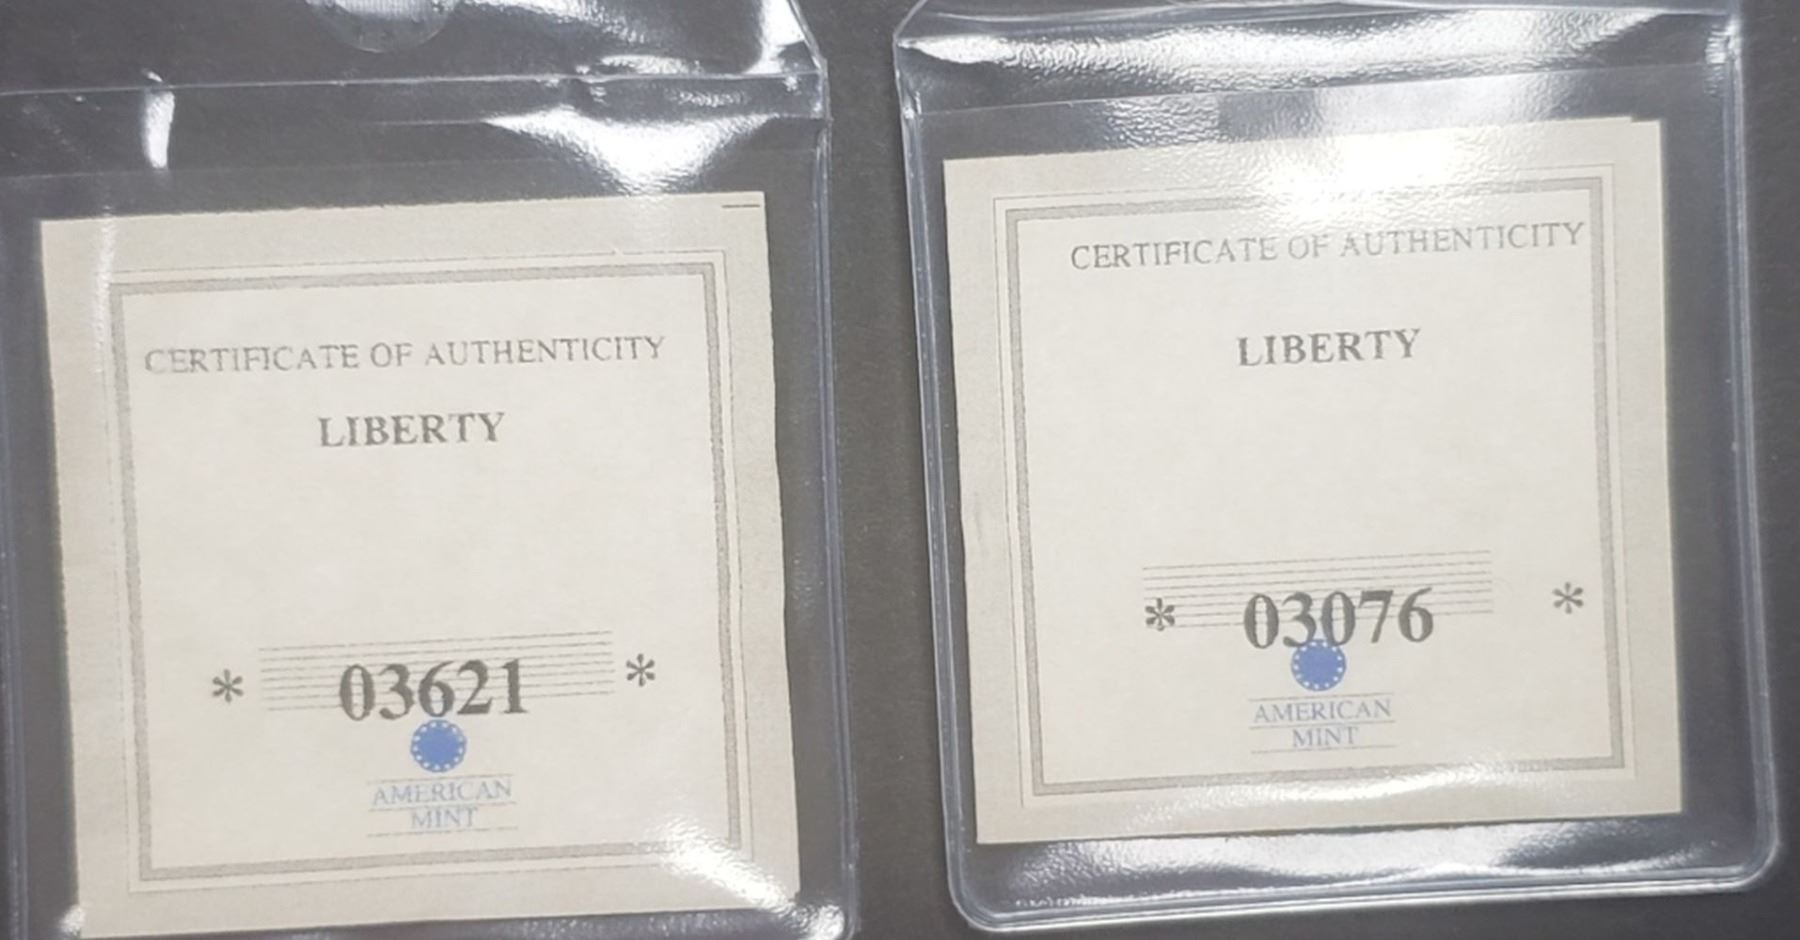 CERTIFICATE OF AUTHENTICITY
LIBERTY
* 03621 *
AMERICAN
MINT
CERTIFICATE OF AUTHENTICITY
LIBERTY
* 03076 *
AMERICAN
MINT